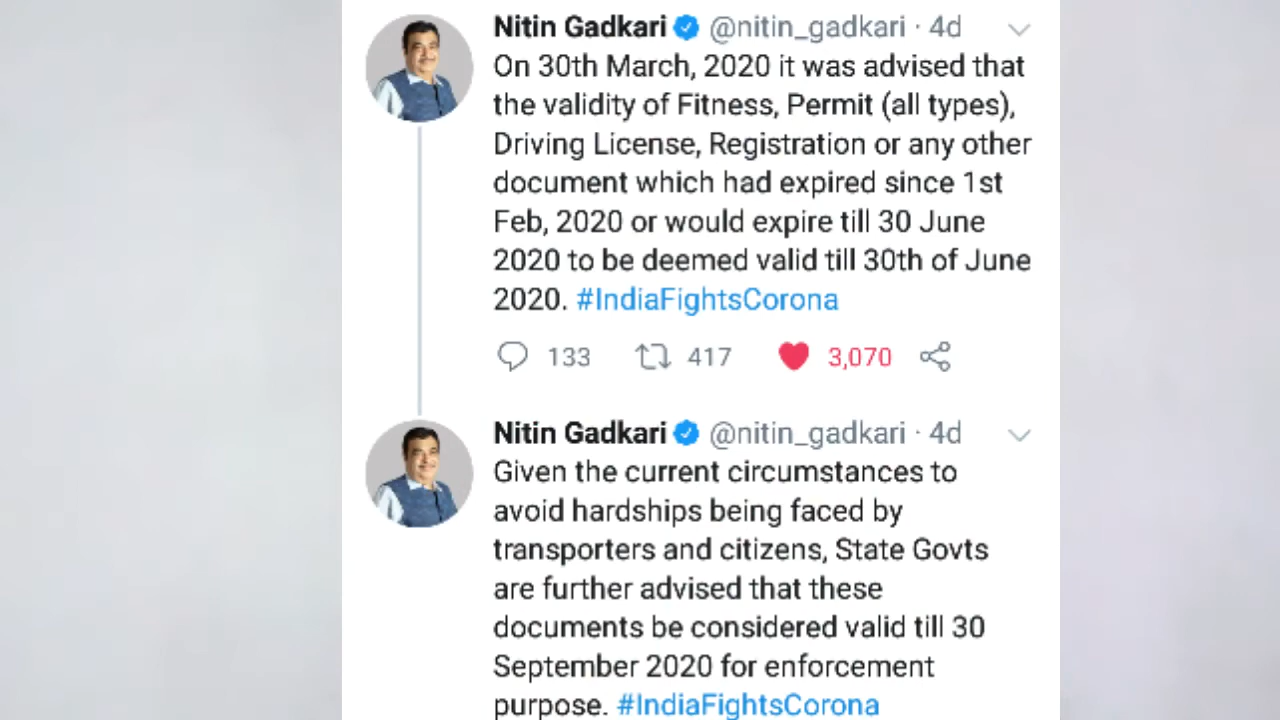 Nitin Gadkari @nitin_gadkari · 4d
On 30th March, 2020 it was advised that
the validity of Fitness, Permit (all types),
Driving License, Registration or any other
document which had expired since 1st
Feb, 2020 or would expire till 30 June
2020 to be deemed valid till 30th of June
2020. #IndiaFightsCorona
133 417 3,070
Nitin Gadkari @nitin_gadkari · 4d
Given the current circumstances to
avoid hardships being faced by
transporters and citizens, State Govts
are further advised that these
documents be considered valid till 30
September 2020 for enforcement
purpose. #IndiaFightsCorona